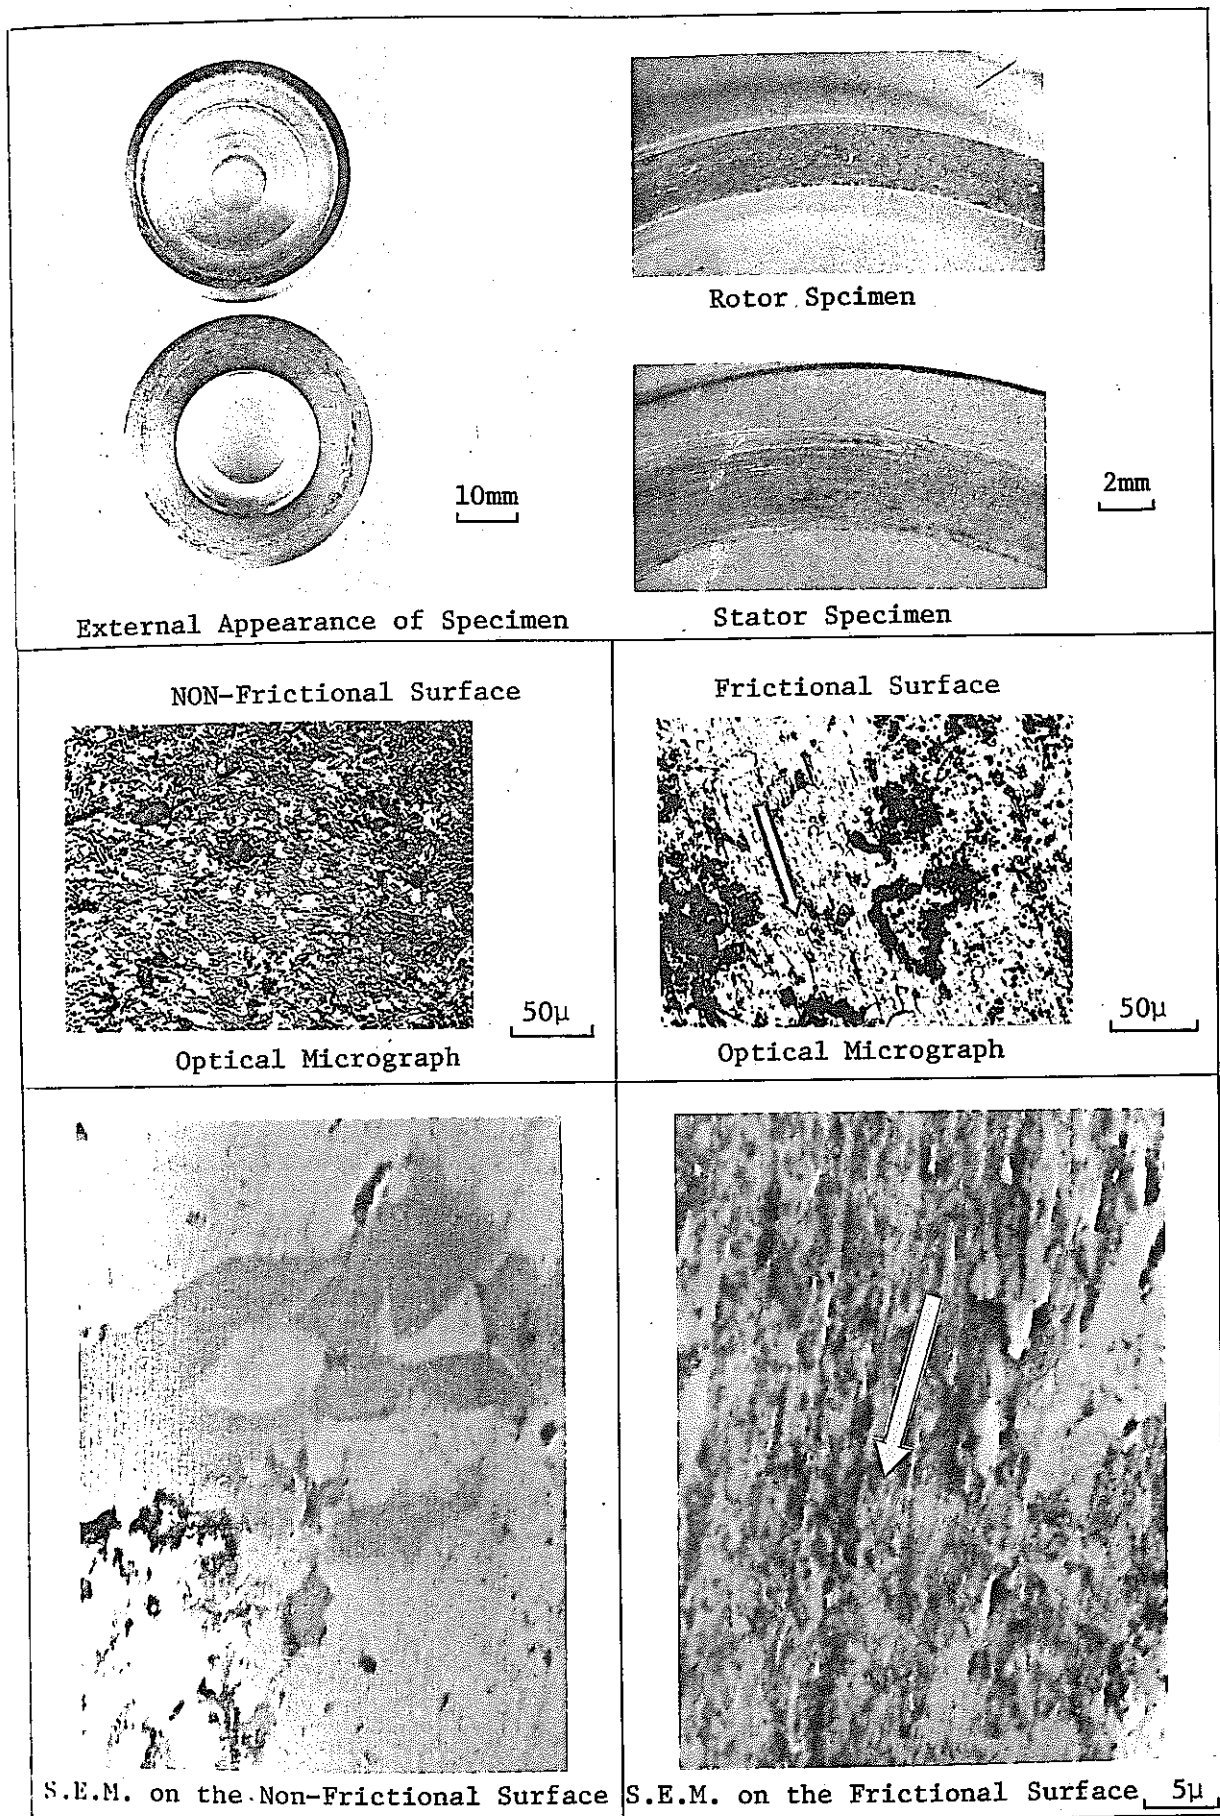 Rotor Spcimen
10mm
2mm
External Appearance of Specimen
Stator Specimen
NON-Frictional Surface
Frictional Surface
50μ
50μ
Optical Micrograph
Optical Micrograph
S.E.M. on the Non-Frictional Surface
S.E.M. on the Frictional Surface
5μ